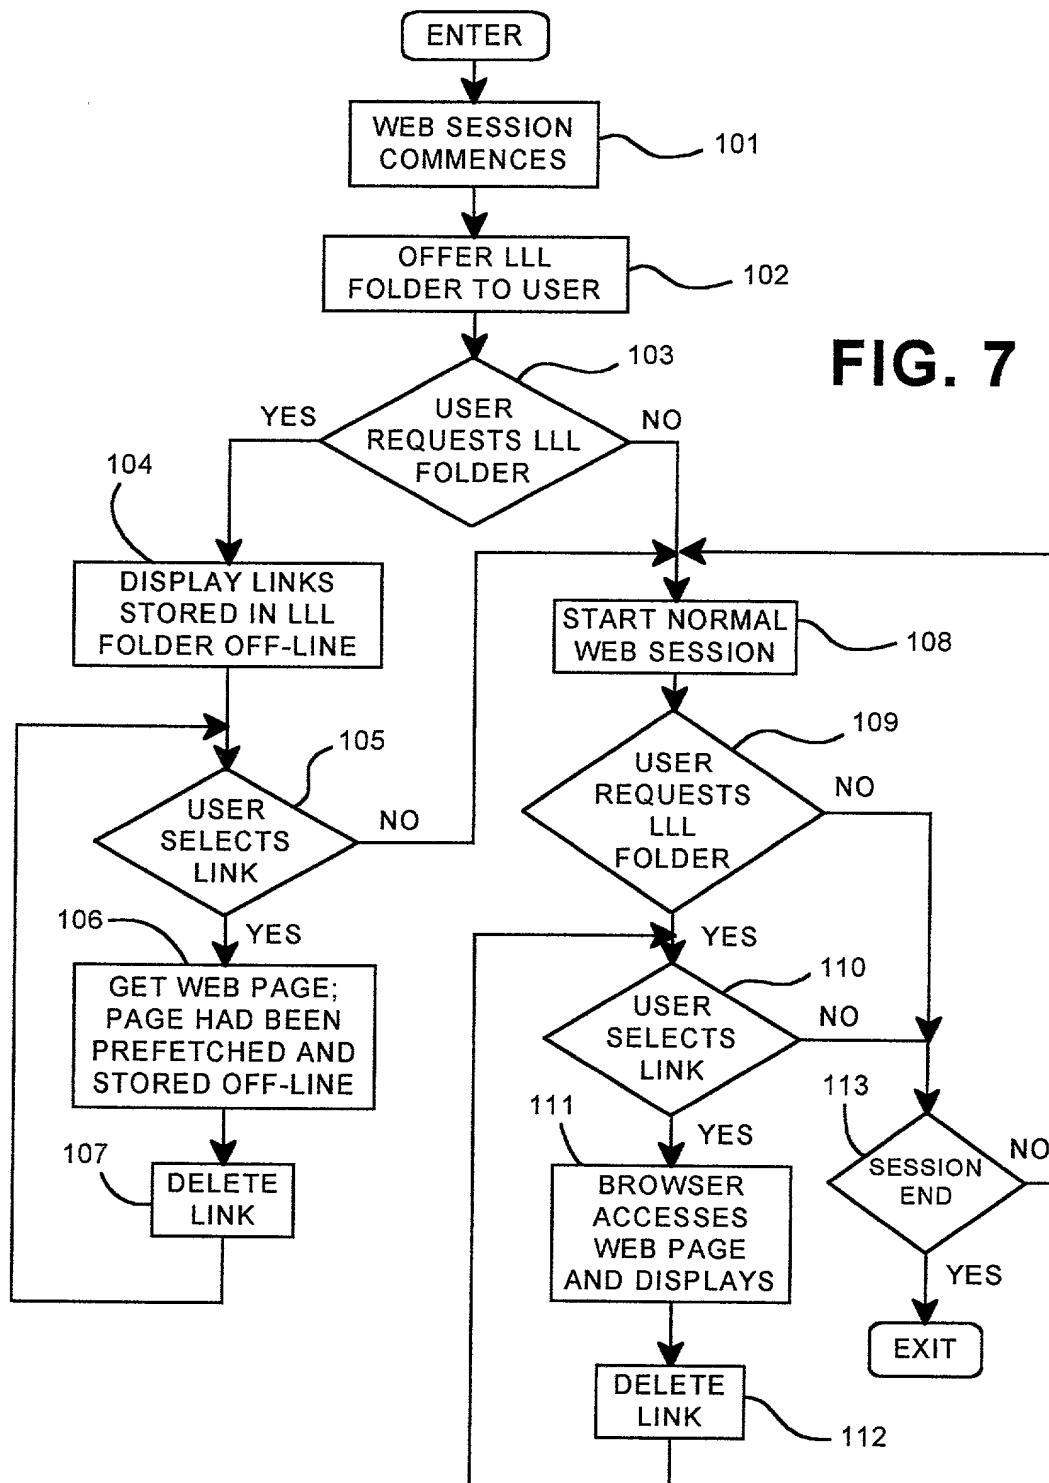 ENTER
WEB SESSION
COMMENCES
101
OFFER LLL
FOLDER TO USER
102
FIG. 7
103
YES
USER
REQUESTS LLL
FOLDER
NO
104
DISPLAY LINKS
STORED IN LLL
FOLDER OFF-LINE
START NORMAL
WEB SESSION
108
105
USER
SELECTS
LINK
NO
109
USER
REQUESTS
LLL
FOLDER
NO
106
YES
YES
GET WEB PAGE;
PAGE HAD BEEN
PREFETCHED AND
STORED OFF-LINE
110
USER
SELECTS
LINK
NO
107
DELETE
LINK
111
YES
BROWSER
ACCESSES
WEB PAGE
AND DISPLAYS
113
SESSION
END
NO
YES
EXIT
DELETE
LINK
112